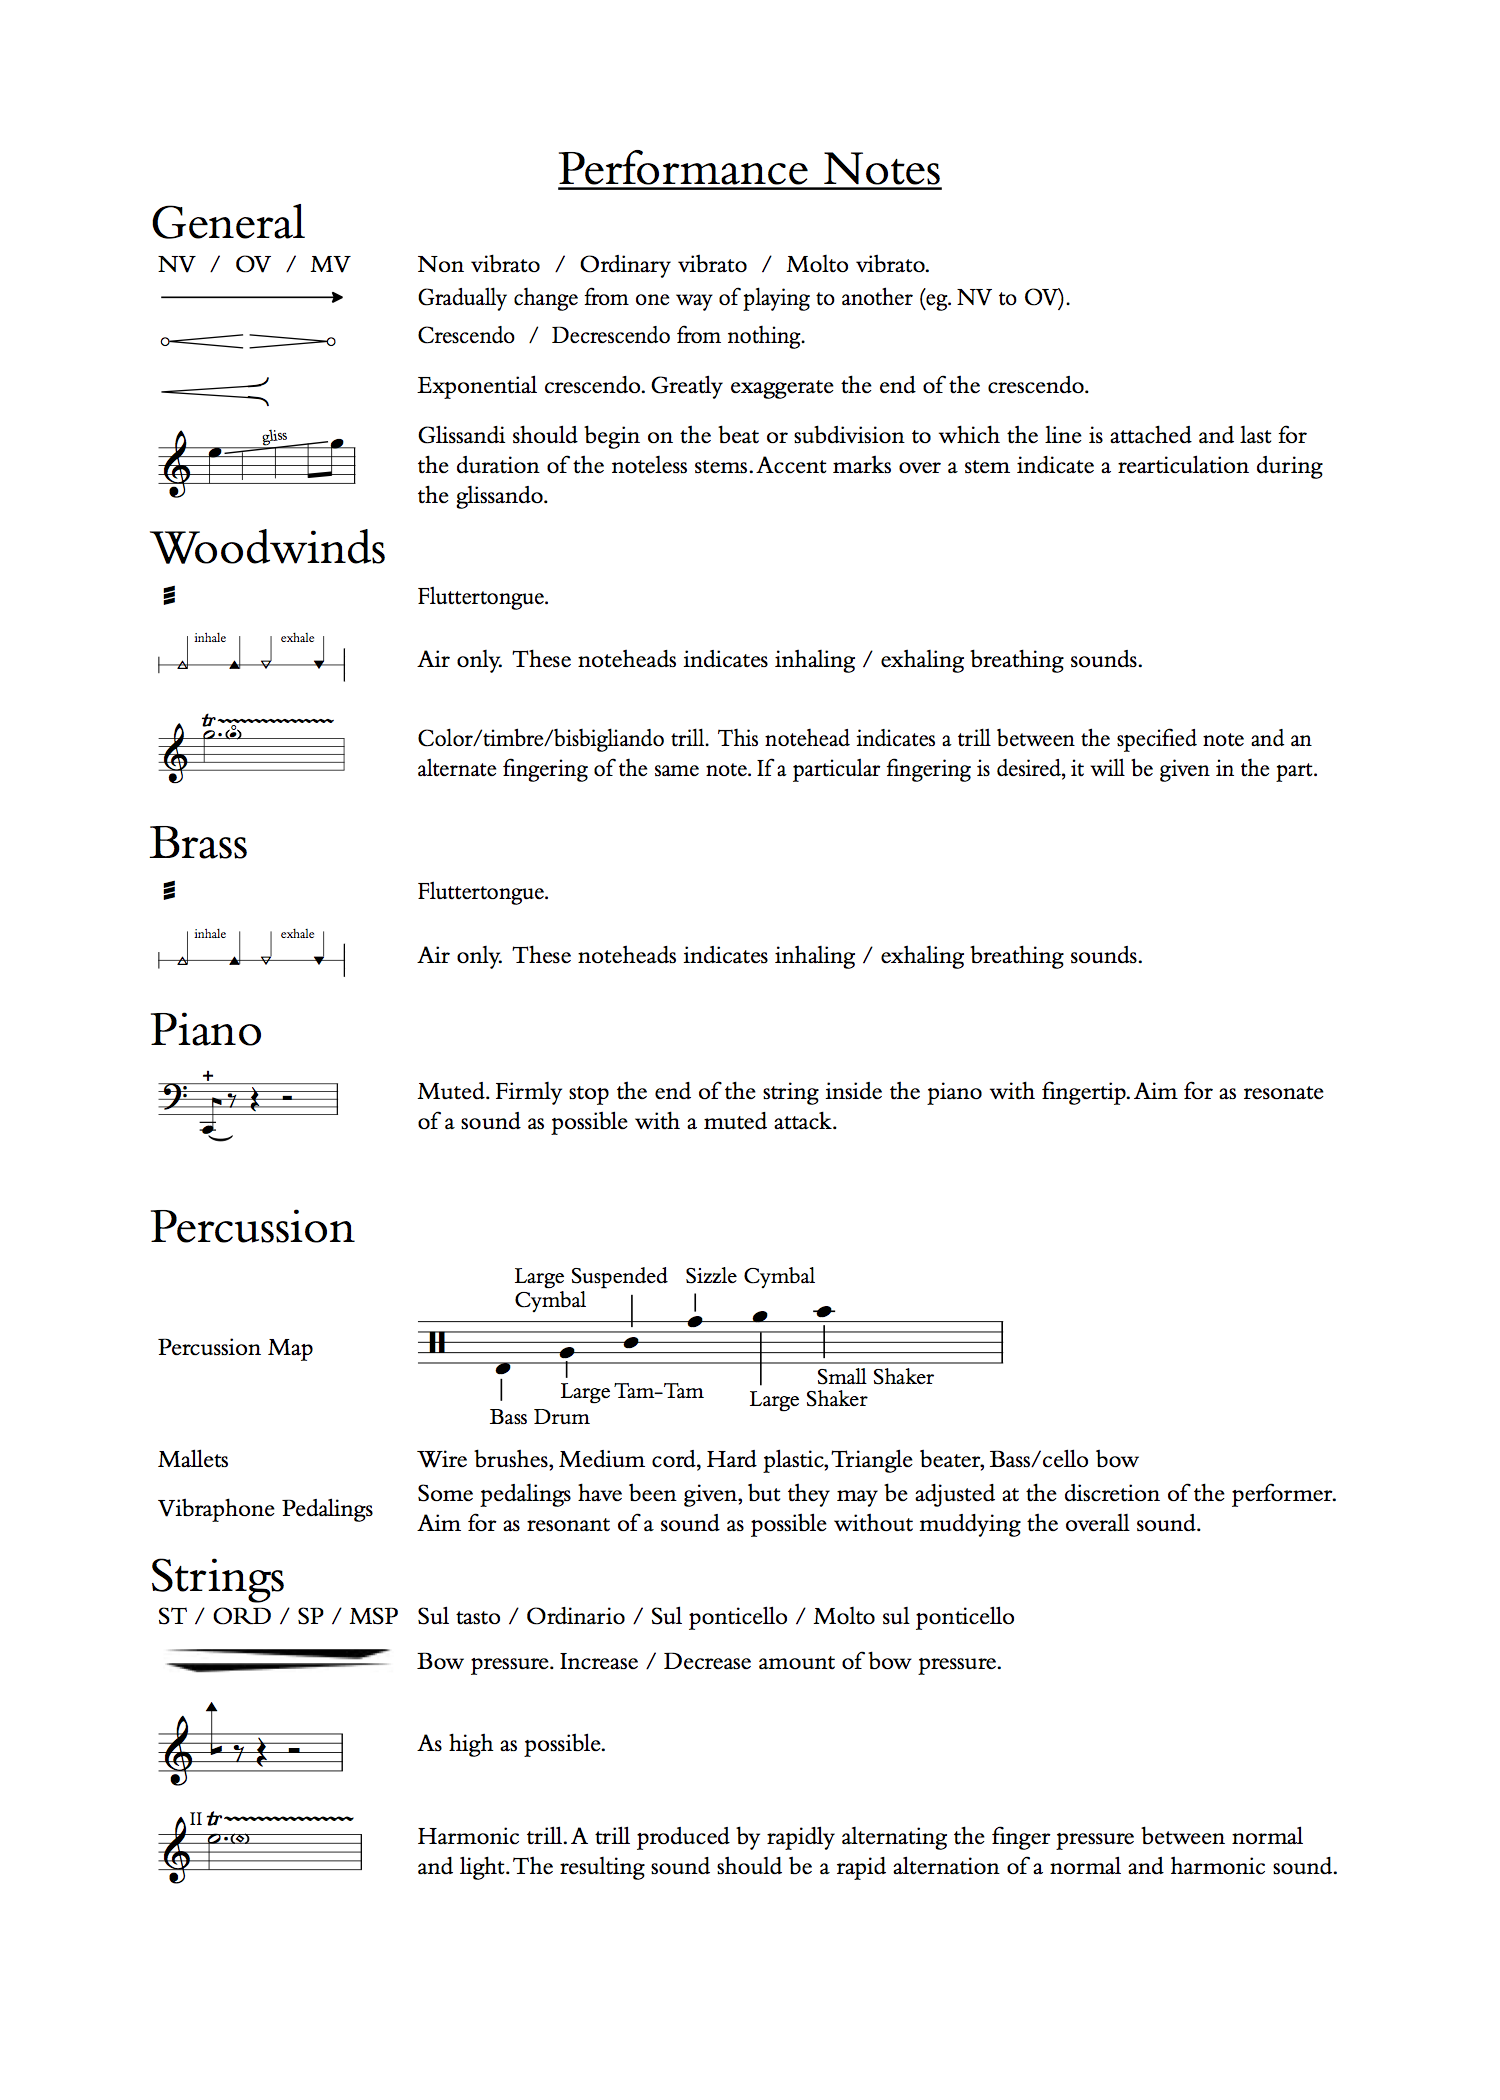 Performance Notes
General
NV / OV / MV Non vibrato / Ordinary vibrato / Molto vibrato.
Gradually change from one way of playing to another (eg. NV to OV).
Crescendo / Decrescendo from nothing.
Exponential crescendo. Greatly exaggerate the end of the crescendo.
gliss
Glissandi should begin on the beat or subdivision to which the line is attached and last for
the duration of the noteless stems. Accent marks over a stem indicate a rearticulation during
the glissando.
Woodwinds
Fluttertongue.
inhale exhale
Air only. These noteheads indicates inhaling / exhaling breathing sounds.
tr
Color/timbre/bisbigliando trill. This notehead indicates a trill between the specified note and an
alternate fingering of the same note. If a particular fingering is desired, it will be given in the part.
Brass
Fluttertongue.
inhale exhale
Air only. These noteheads indicates inhaling / exhaling breathing sounds.
Piano
+
Muted. Firmly stop the end of the string inside the piano with fingertip. Aim for as resonate
of a sound as possible with a muted attack.
Percussion
Large Suspended Sizzle Cymbal
Cymbal
Percussion Map
Small Shaker
Large Tam-Tam Large Shaker
Bass Drum
Mallets Wire brushes, Medium cord, Hard plastic, Triangle beater, Bass/cello bow
Vibraphone Pedalings
Some pedalings have been given, but they may be adjusted at the discretion of the performer.
Aim for as resonant of a sound as possible without muddying the overall sound.
Strings
ST / ORD / SP / MSP Sul tasto / Ordinario / Sul ponticello / Molto sul ponticello
Bow pressure. Increase / Decrease amount of bow pressure.
As high as possible.
II tr
Harmonic trill. A trill produced by rapidly alternating the finger pressure between normal
and light. The resulting sound should be a rapid alternation of a normal and harmonic sound.